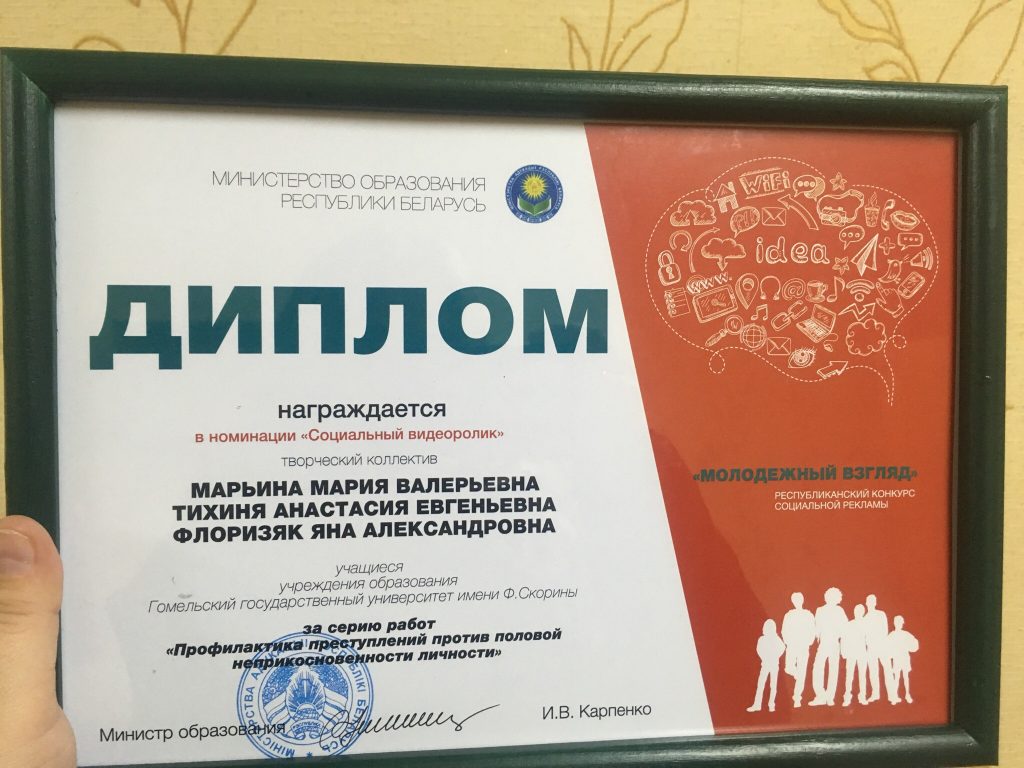 МИНИСТЕРСТВО ОБРАЗОВАНИЯ
РЕСПУБЛИКИ БЕЛАРУСЬ
ДИПЛОМ
награждается
в номинации «Социальный видеоролик»
творческий коллектив
МАРЬИНА МАРИЯ ВАЛЕРЬЕВНА
ТИХИНЯ АНАСТАСИЯ ЕВГЕНЬЕВНА
ФЛОРИЗЯК ЯНА АЛЕКСАНДРОВНА
учащиеся
учреждения образования
Гомельский государственный университет имени Ф.Скорины
за серию работ
«Профилактика преступлений против половой
неприкосновенности личности»
Министр образования
И.В. Карпенко
WiFi
idea
www.
@
«МОЛОДЕЖНЫЙ ВЗГЛЯД»
РЕСПУБЛИКАНСКИЙ КОНКУРС
СОЦИАЛЬНОЙ РЕКЛАМЫ